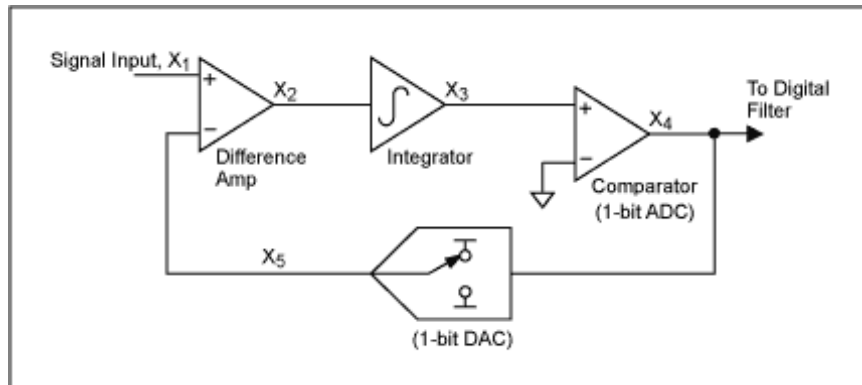 Signal Input, X1
+
−
X2
Difference
Amp
X3
Integrator
+
−
X4
Comparator
(1-bit ADC)
To Digital
Filter
X5
(1-bit DAC)